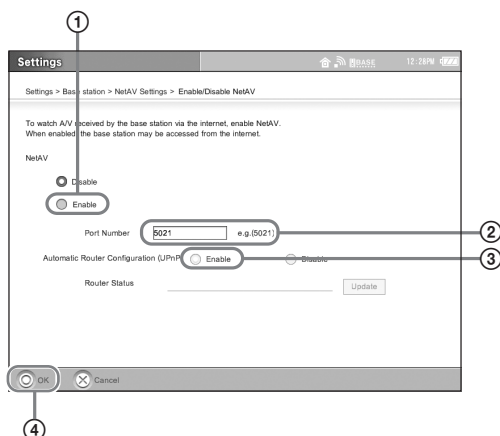 1
Settings
BASE
12:28PM
Settings > Base station > NetAV Settings > Enable/Disable NetAV
To watch A/V received by the base station via the internet, enable NetAV.
When enabled, the base station may be accessed from the internet.
NetAV
Disable
Enable
Port Number 5021 e.g.(5021)
2
Automatic Router Configuration (UPnP Enable Disable
3
Router Status Update
OK Cancel
4